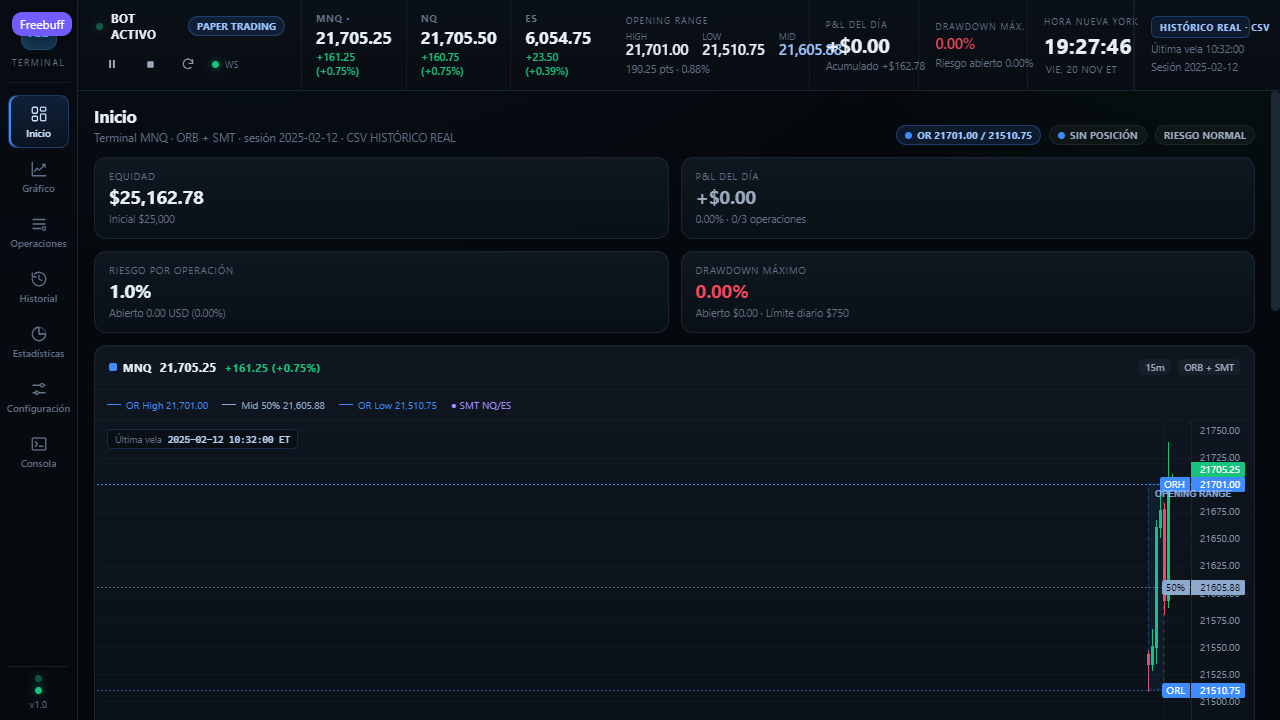 Freebuff
TERMINAL
Inicio
Gráfico
Operaciones
Historial
Estadísticas
Configuración
Consola
v1.0
BOT
ACTIVO
PAPER TRADING
WS
MNQ ·
21,705.25
+161.25
(+0.75%)
NQ
21,705.50
+160.75
(+0.75%)
ES
6,054.75
+23.50
(+0.39%)
OPENING RANGE
HIGH
21,701.00
LOW
21,510.75
MID
21,605.88
190.25 pts · 0.88%
P&L DEL DÍA
+$0.00
Acumulado +$162.78
DRAWDOWN MÁX.
0.00%
Riesgo abierto 0.00%
HORA NUEVA YORK
19:27:46
VIE, 20 NOV ET
HISTÓRICO REAL · CSV
Última vela 10:32:00
Sesión 2025-02-12
Inicio
Terminal MNQ · ORB + SMT · sesión 2025-02-12 · CSV HISTÓRICO REAL
OR 21701.00 / 21510.75
SIN POSICIÓN
RIESGO NORMAL
EQUIDAD
$25,162.78
Inicial $25,000
P&L DEL DÍA
+$0.00
0.00% · 0/3 operaciones
RIESGO POR OPERACIÓN
1.0%
Abierto 0.00 USD (0.00%)
DRAWDOWN MÁXIMO
0.00%
Abierto $0.00 · Límite diario $750
MNQ 21,705.25 +161.25 (+0.75%)
15m
ORB + SMT
OR High 21,701.00
Mid 50% 21,605.88
OR Low 21,510.75
SMT NQ/ES
Última vela 2025-02-12 10:32:00 ET
21750.00
21725.00
21705.25
ORH 21701.00
OPENING RANGE
21675.00
21650.00
21625.00
50% 21605.88
21575.00
21550.00
21525.00
ORL 21510.75
21500.00